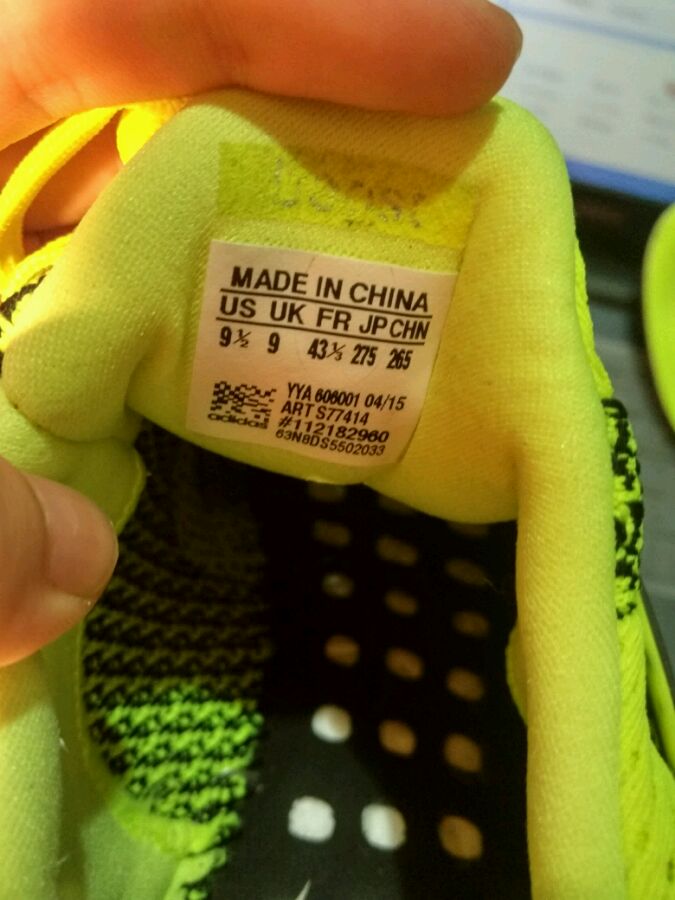 MADE IN CHINA
US UK FR JP CHN
9½ 9 43⅓ 275 265
YYA 606001 04/15
ART S77414
adidas #112182960
63N8DS5502033